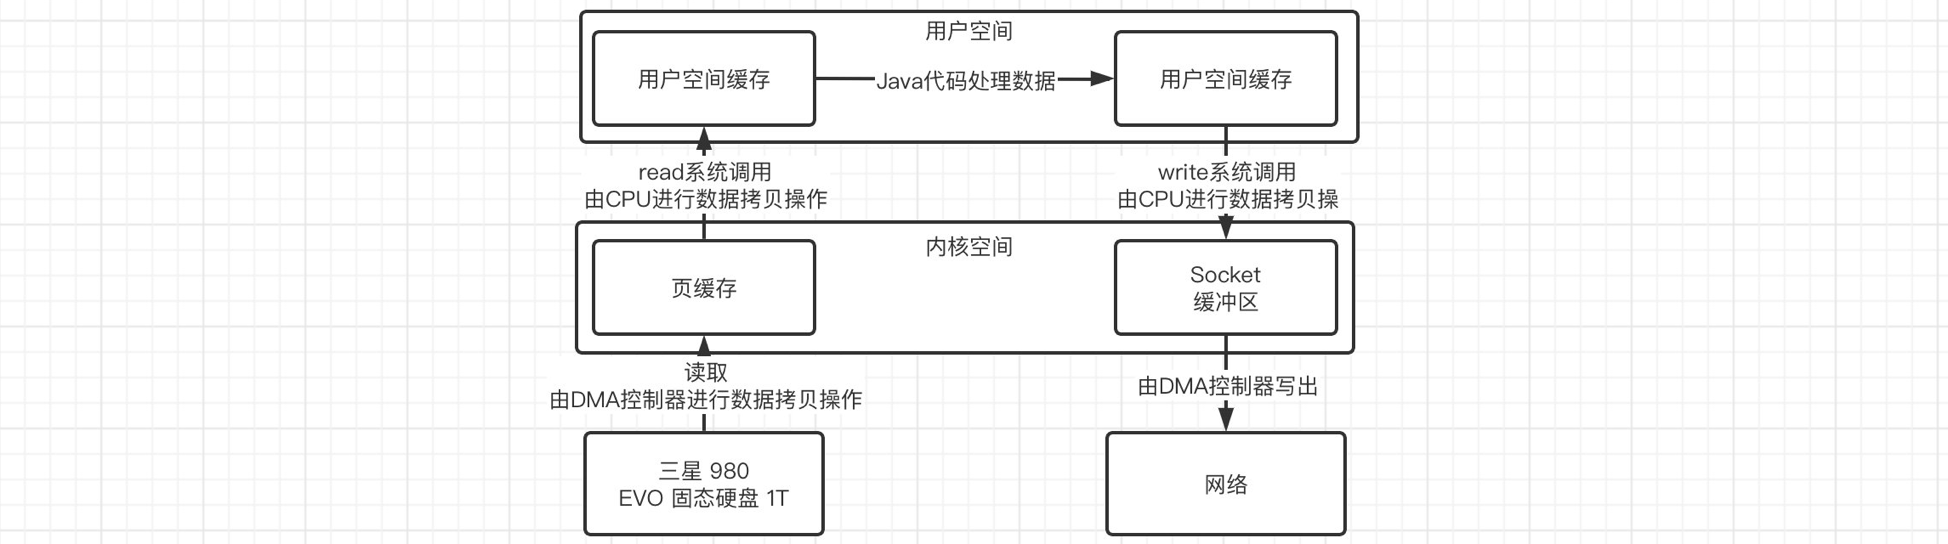 用户空间
用户空间缓存
Java代码处理数据
用户空间缓存
read系统调用
由CPU进行数据拷贝操作
write系统调用
由CPU进行数据拷贝操
内核空间
页缓存
Socket
缓冲区
读取
由DMA控制器进行数据拷贝操作
由DMA控制器写出
三星 980
EVO 固态硬盘 1T
网络